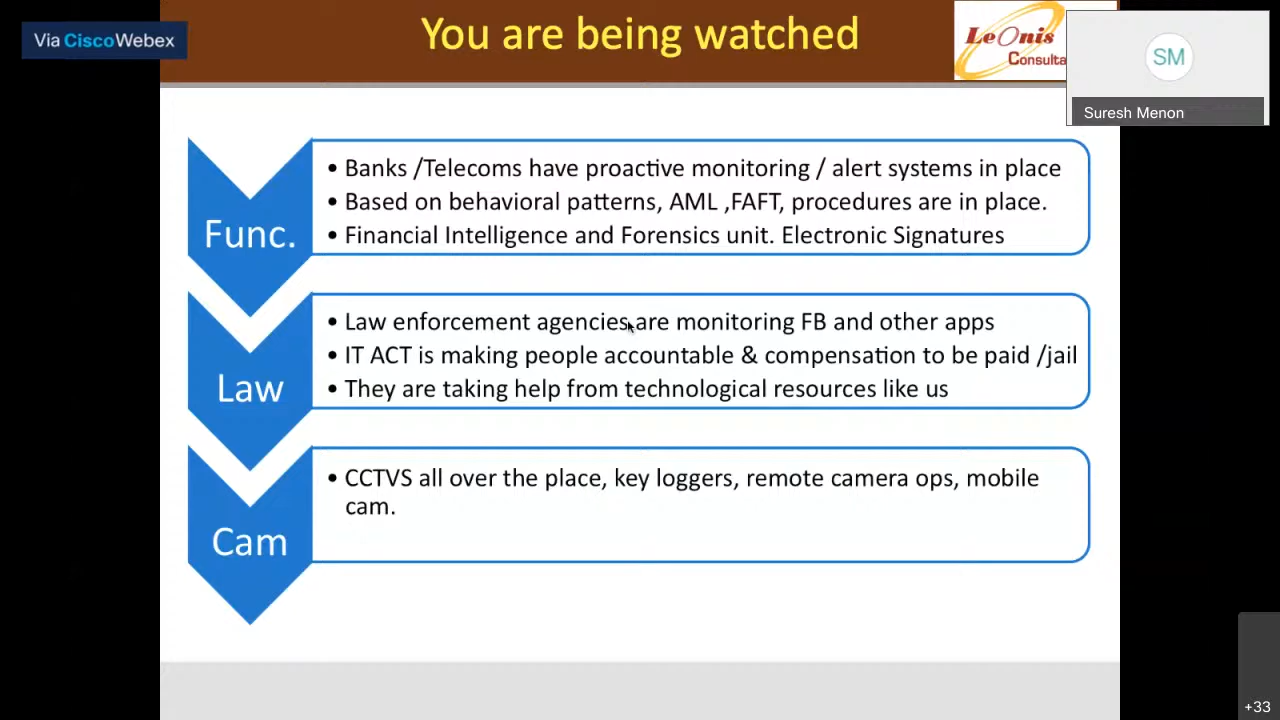 Via Cisco Webex
You are being watched
LeOnis
Consulta
SM
Suresh Menon
Func.
• Banks /Telecoms have proactive monitoring / alert systems in place
• Based on behavioral patterns, AML ,FAFT, procedures are in place.
• Financial Intelligence and Forensics unit. Electronic Signatures
Law
• Law enforcement agencies are monitoring FB and other apps
• IT ACT is making people accountable & compensation to be paid /jail
• They are taking help from technological resources like us
Cam
• CCTVS all over the place, key loggers, remote camera ops, mobile
cam.
+33